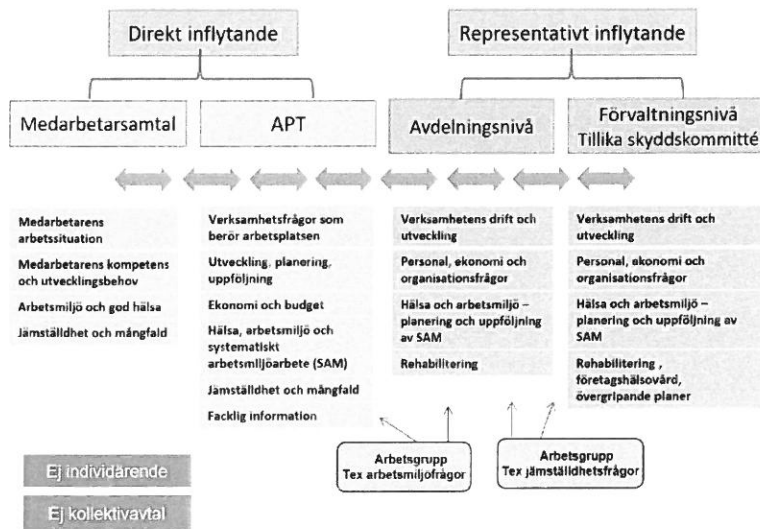 Direkt inflytande
Representativt inflytande
Medarbetarsamtal
APT
Avdelningsnivå
Förvaltningsnivå
Tillika skyddskommitté
Medarbetarens
arbetssituation
Medarbetarens kompetens
och utvecklingsbehov
Arbetsmiljö och god hälsa
Jämställdhet och mångfald
Verksamhetsfrågor som
berör arbetsplatsen
Utveckling, planering,
uppföljning
Ekonomi och budget
Hälsa, arbetsmiljö och
systematiskt
arbetsmiljöarbete (SAM)
Jämställdhet och mångfald
Facklig information
Verksamhetens drift och
utveckling
Personal, ekonomi och
organisationsfrågor
Hälsa och arbetsmiljö –
planering och uppföljning
av SAM
Rehabilitering
Verksamhetens drift och
utveckling
Personal, ekonomi och
organisationsfrågor
Hälsa och arbetsmiljö –
planering och uppföljning av
SAM
Rehabilitering ,
företagshälsovård,
övergripande planer
Arbetsgrupp
Tex arbetsmiljöfrågor
Arbetsgrupp
Tex jämställdhetsfrågor
Ej individärende
Ej kollektivavtal